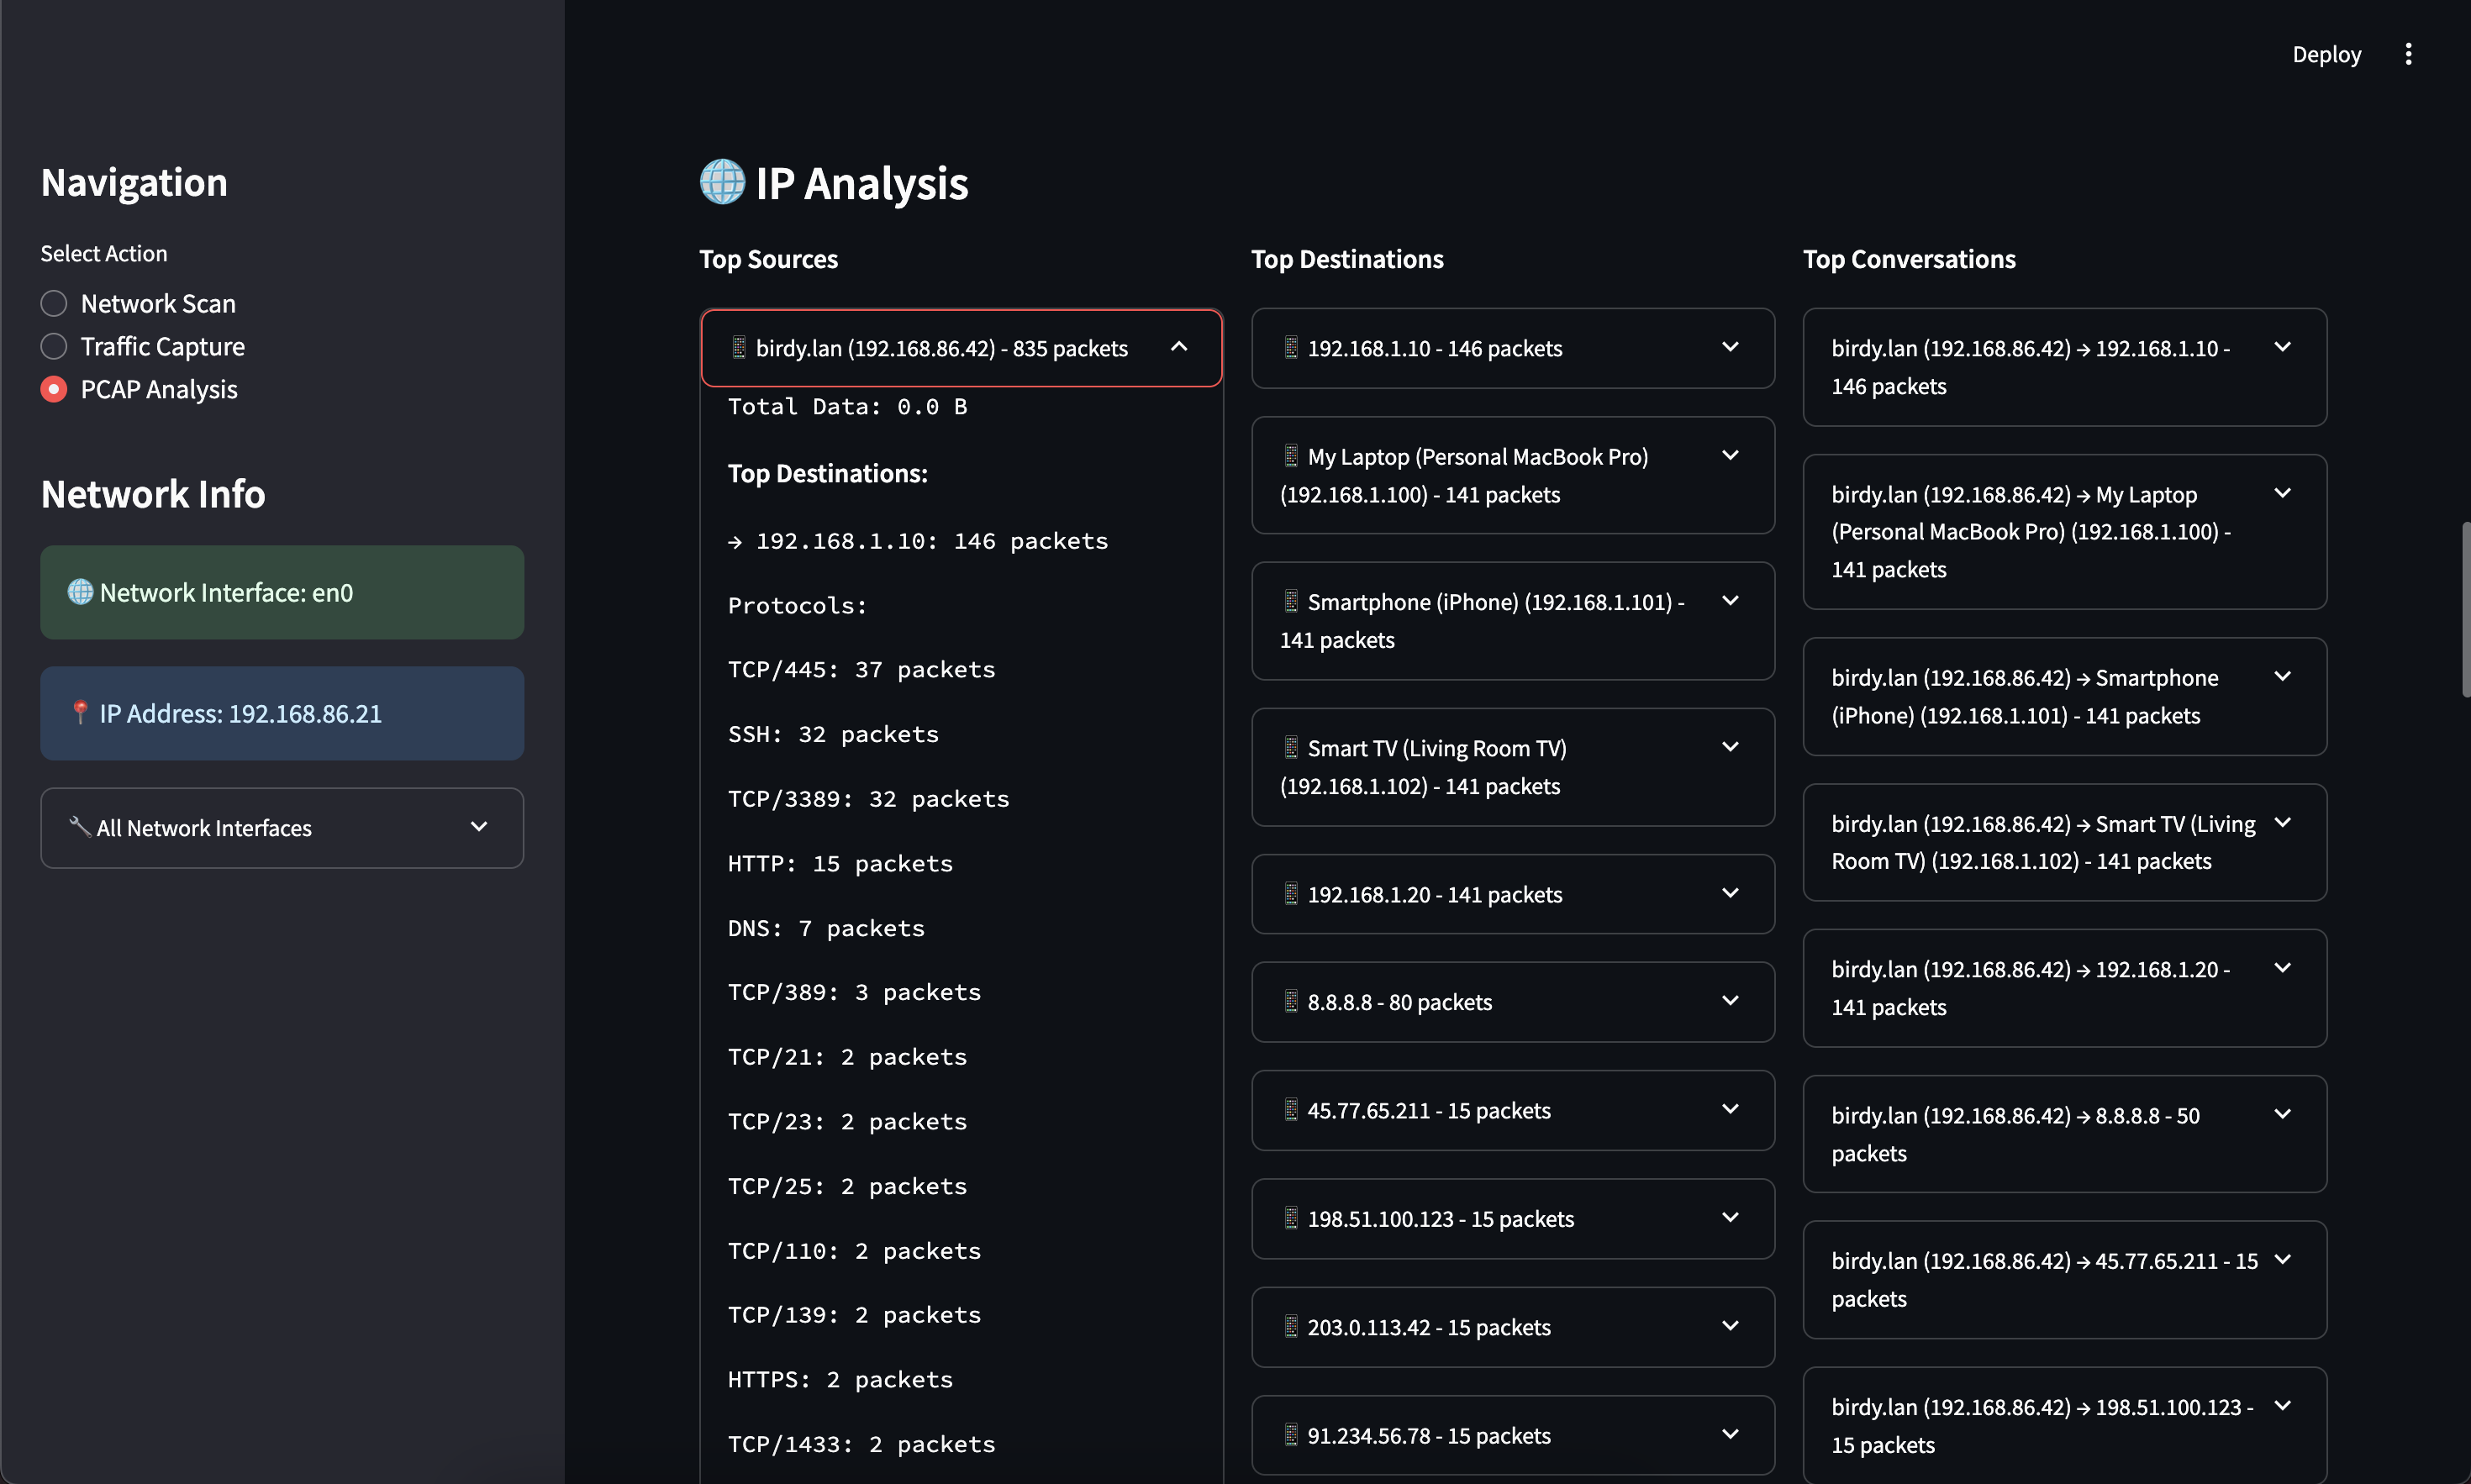 Deploy
Navigation
Select Action
Network Scan
Traffic Capture
PCAP Analysis
Network Info
Network Interface: en0
IP Address: 192.168.86.21
All Network Interfaces
IP Analysis
Top Sources
birdy.lan (192.168.86.42) - 835 packets
Total Data: 0.0 B
Top Destinations:
→ 192.168.1.10: 146 packets
Protocols:
TCP/445: 37 packets
SSH: 32 packets
TCP/3389: 32 packets
HTTP: 15 packets
DNS: 7 packets
TCP/389: 3 packets
TCP/21: 2 packets
TCP/23: 2 packets
TCP/25: 2 packets
TCP/110: 2 packets
TCP/139: 2 packets
HTTPS: 2 packets
TCP/1433: 2 packets
Top Destinations
192.168.1.10 - 146 packets
My Laptop (Personal MacBook Pro)
(192.168.1.100) - 141 packets
Smartphone (iPhone) (192.168.1.101) -
141 packets
Smart TV (Living Room TV)
(192.168.1.102) - 141 packets
192.168.1.20 - 141 packets
8.8.8.8 - 80 packets
45.77.65.211 - 15 packets
198.51.100.123 - 15 packets
203.0.113.42 - 15 packets
91.234.56.78 - 15 packets
Top Conversations
birdy.lan (192.168.86.42) → 192.168.1.10 -
146 packets
birdy.lan (192.168.86.42) → My Laptop
(Personal MacBook Pro) (192.168.1.100) -
141 packets
birdy.lan (192.168.86.42) → Smartphone
(iPhone) (192.168.1.101) - 141 packets
birdy.lan (192.168.86.42) → Smart TV (Living
Room TV) (192.168.1.102) - 141 packets
birdy.lan (192.168.86.42) → 192.168.1.20 -
141 packets
birdy.lan (192.168.86.42) → 8.8.8.8 - 50
packets
birdy.lan (192.168.86.42) → 45.77.65.211 - 15
packets
birdy.lan (192.168.86.42) → 198.51.100.123 -
15 packets